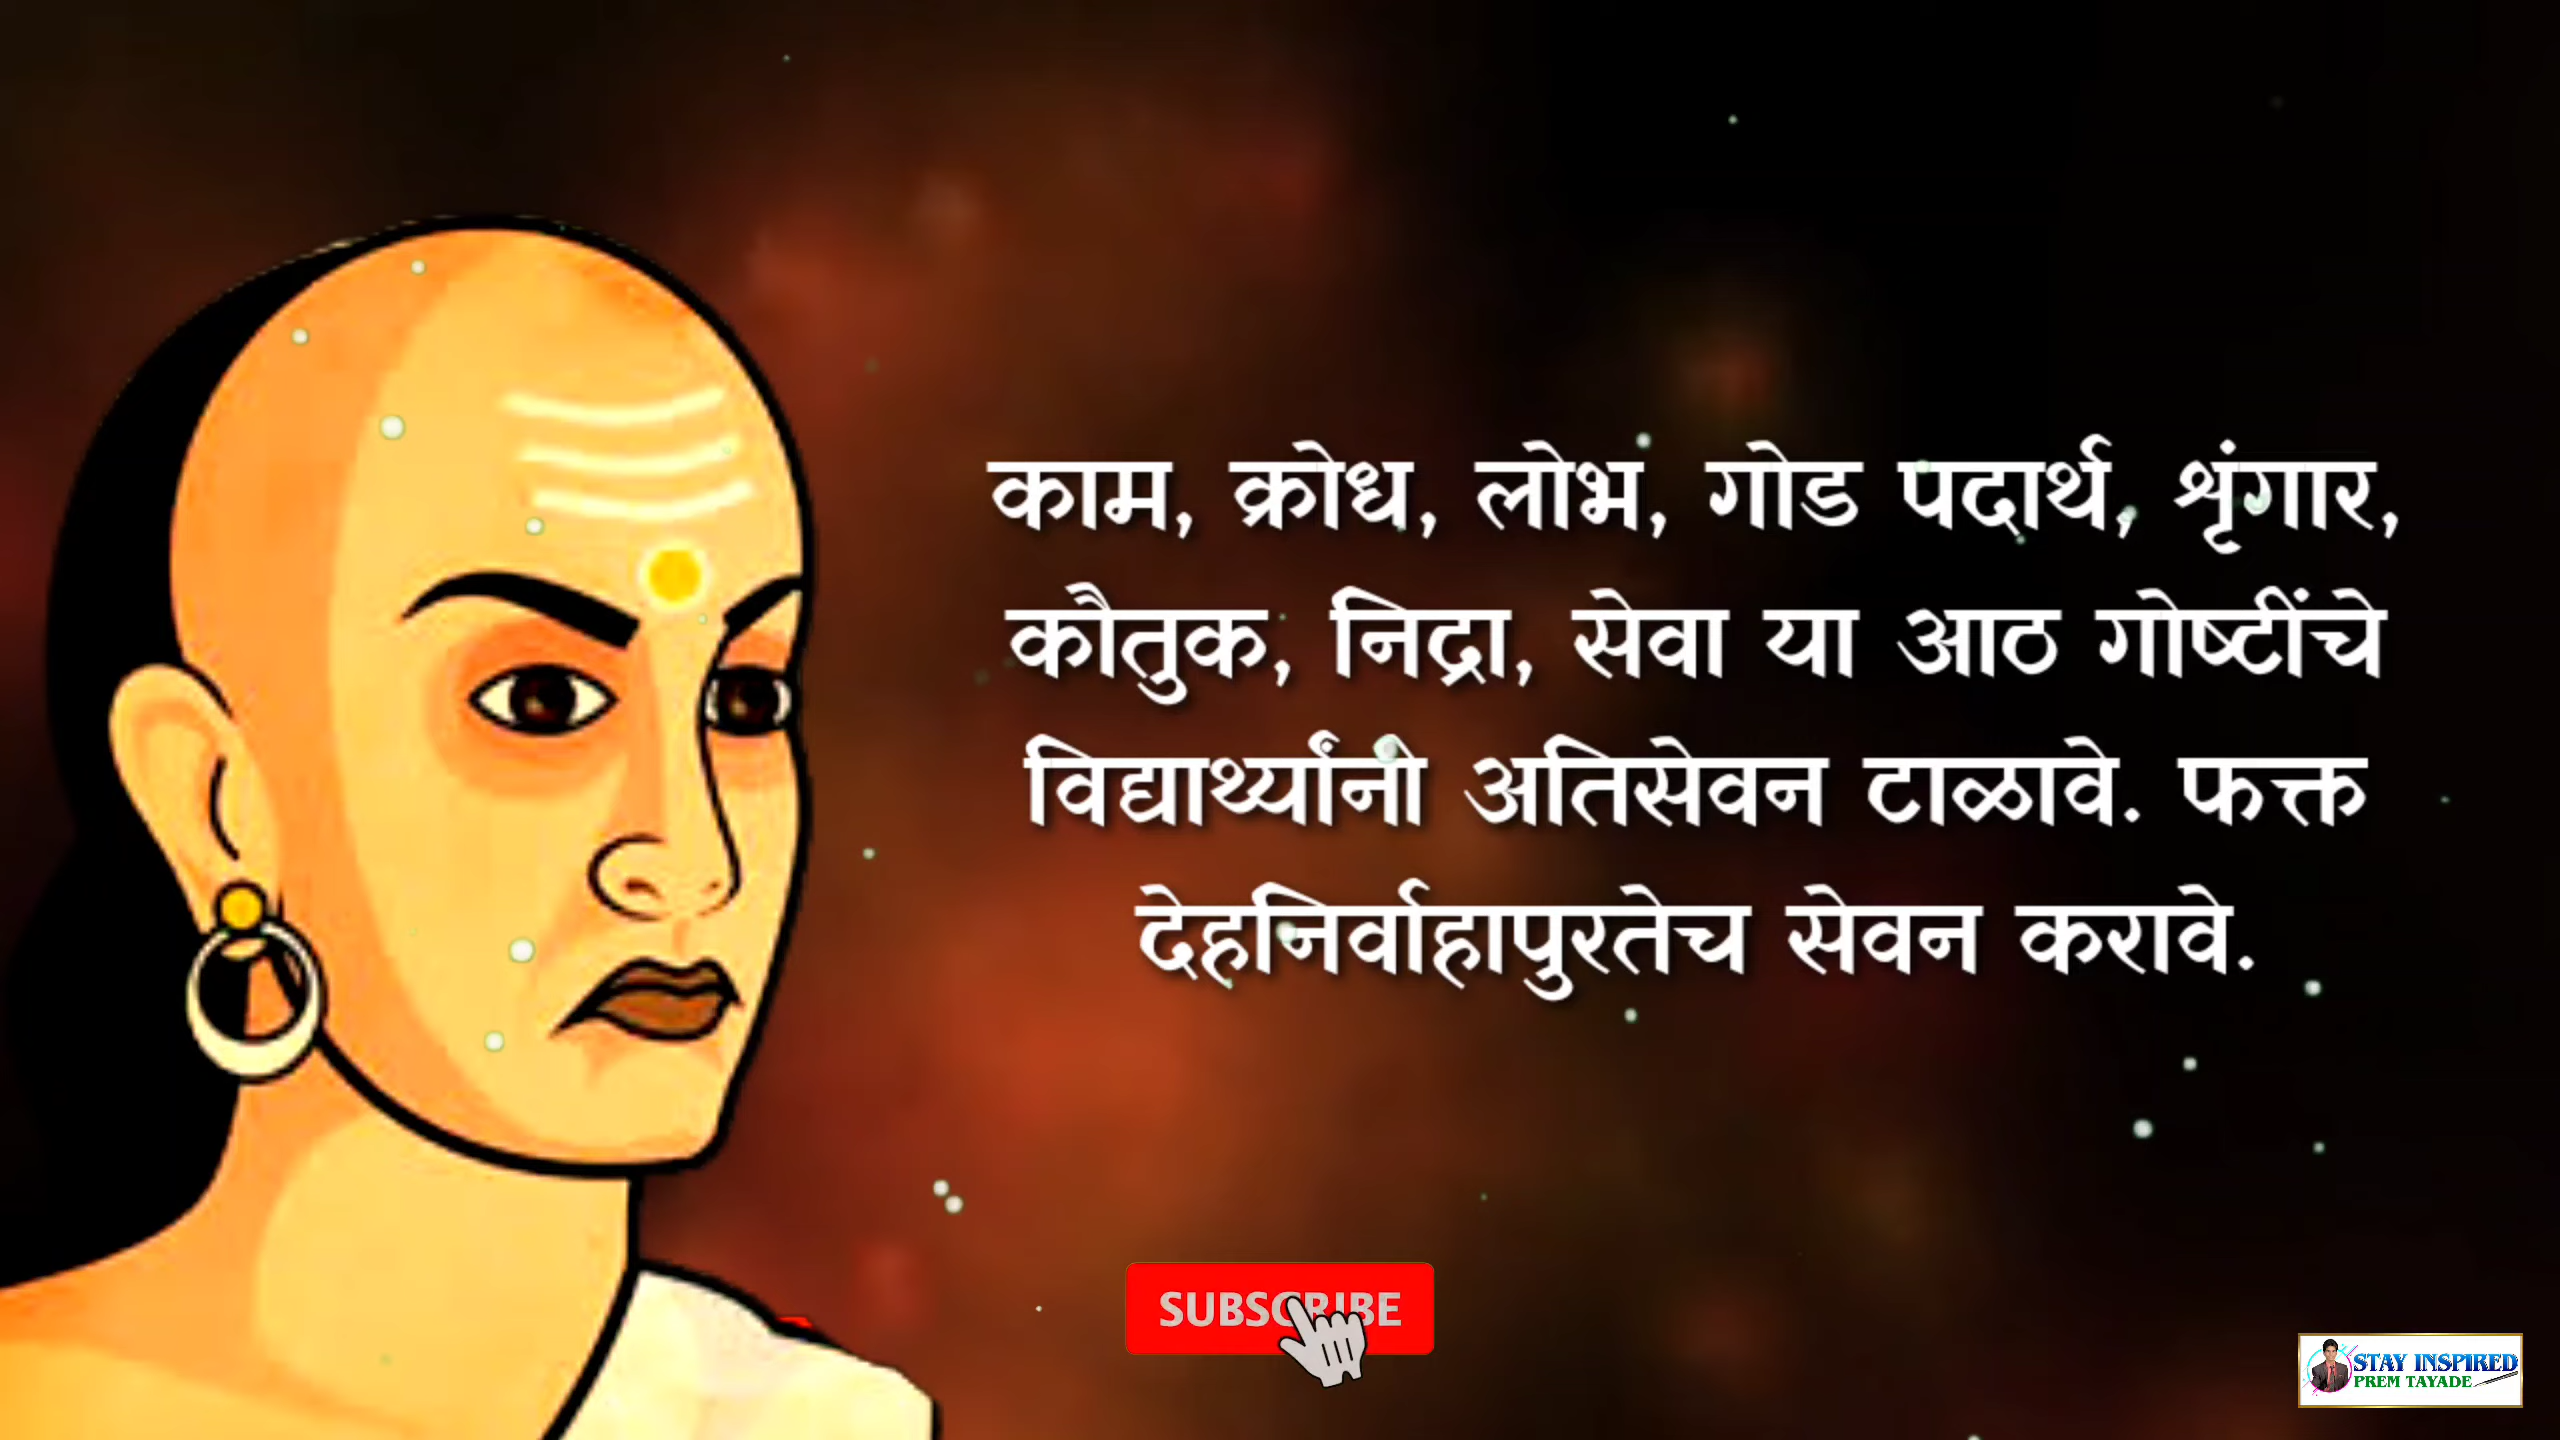 काम, क्रोध, लोभ, गोड पदार्थ, शृंगार,
कौतुक, निद्रा, सेवा या आठ गोष्टींचे
विद्यार्थ्यांनी अतिसेवन टाळावे. फक्त
देहनिर्वाहापुरतेच सेवन करावे.
SUBSCRIBE
STAY INSPIRED
PREM TAYADE